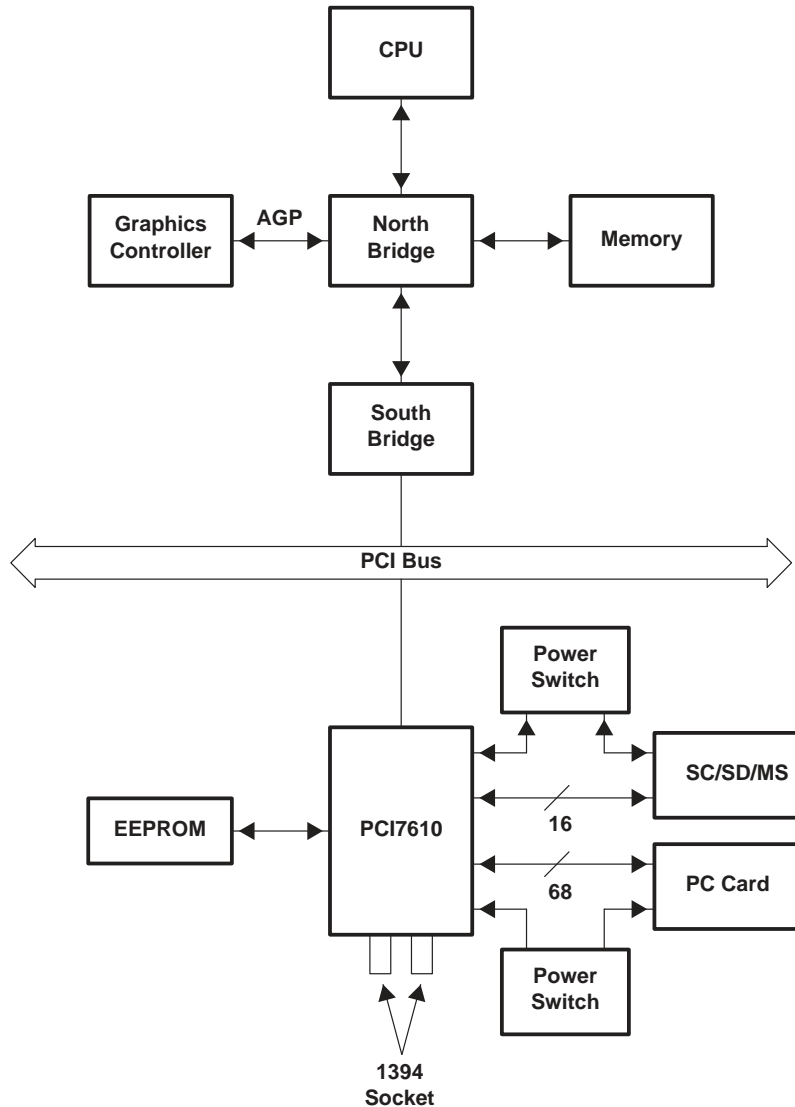 CPU
Graphics
Controller
AGP
North
Bridge
Memory
South
Bridge
PCI Bus
Power
Switch
EEPROM
PCI7610
SC/SD/MS
16
68
PC Card
Power
Switch
1394
Socket